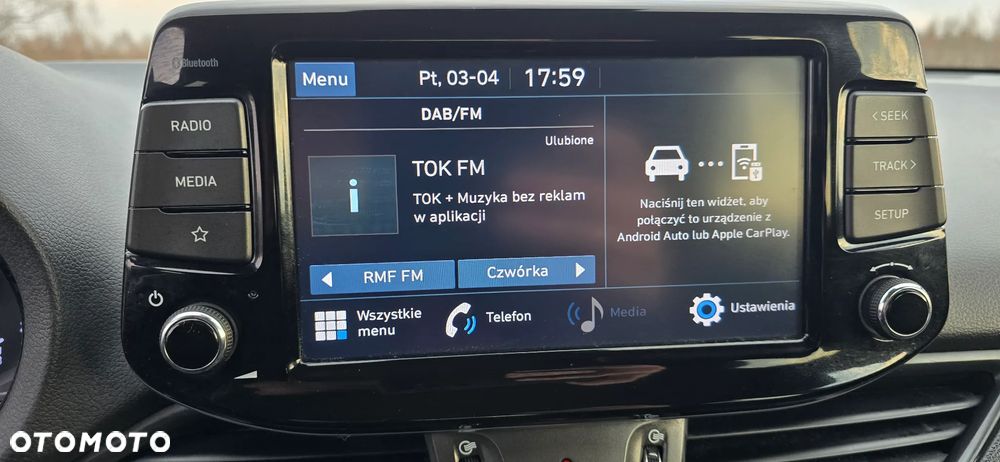 Bluetooth
RADIO
MEDIA
Menu
Pt, 03-04
17:59
DAB/FM
Ulubione
TOK FM
TOK + Muzyka bez reklam
w aplikacji
i
RMF FM
Czwórka
Naciśnij ten widżet, aby
połączyć to urządzenie z
Android Auto lub Apple CarPlay.
Wszystkie
menu
Telefon
Media
Ustawienia
< SEEK
TRACK >
SETUP
OTOMOTO